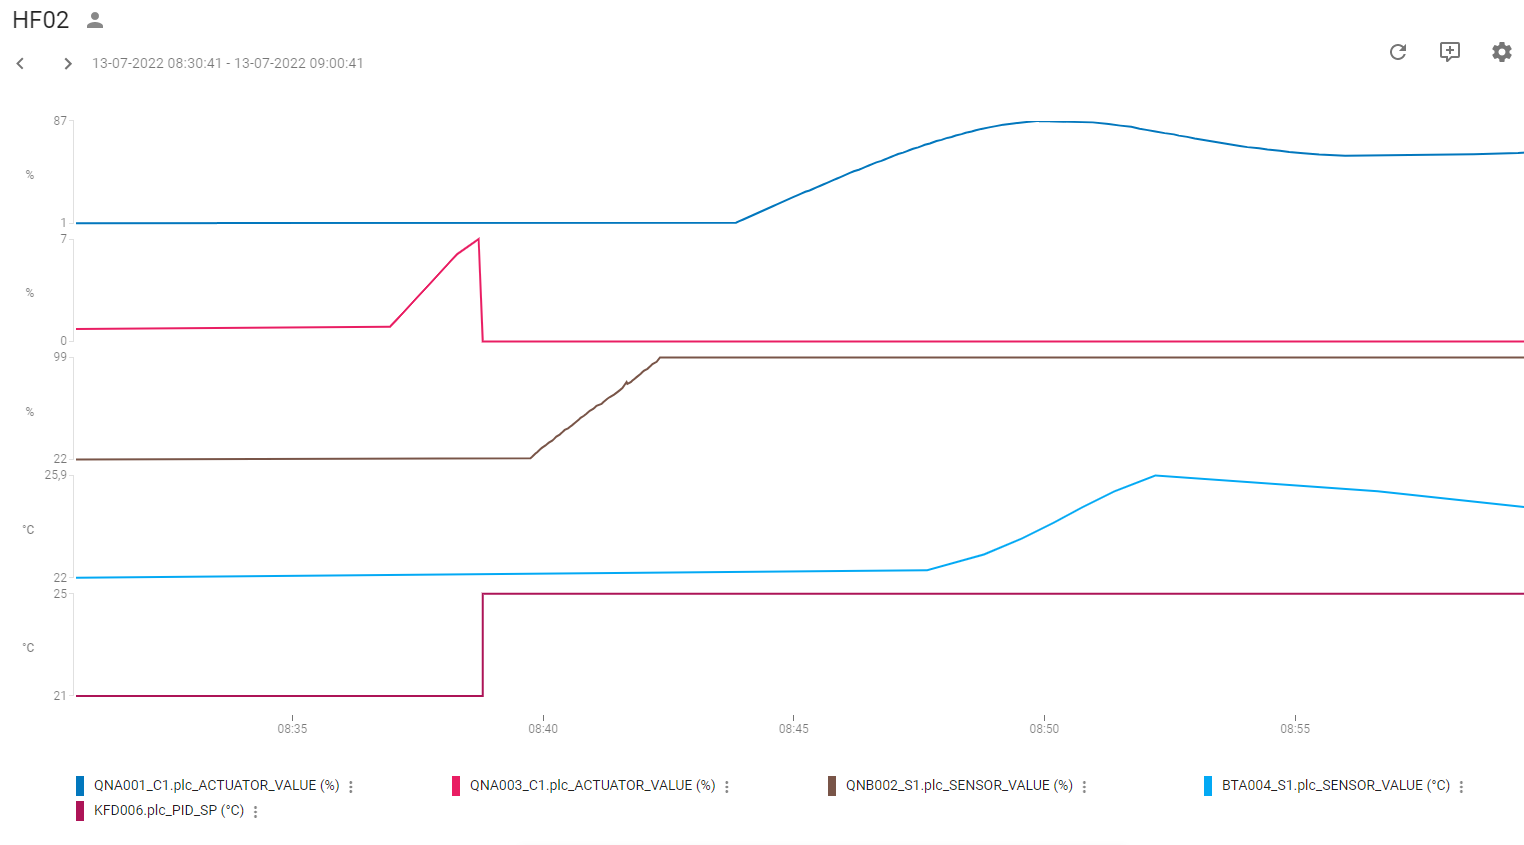 HF02
13-07-2022 08:30:41 - 13-07-2022 09:00:41
87
%
1
7
%
0
99
%
22
25,9
°C
22
25
°C
21
08:35 08:40 08:45 08:50 08:55
QNA001_C1.plc_ACTUATOR_VALUE (%) QNA003_C1.plc_ACTUATOR_VALUE (%) QNB002_S1.plc_SENSOR_VALUE (%) BTA004_S1.plc_SENSOR_VALUE (°C)
KFD006.plc_PID_SP (°C)